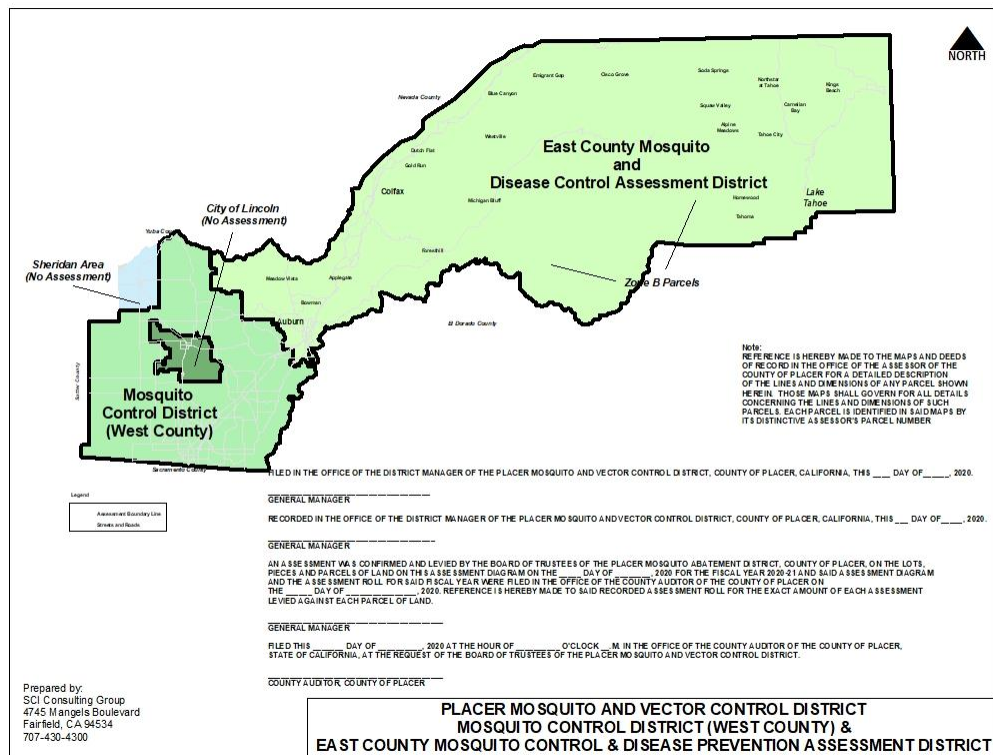 NORTH
Emigrant Gap
Cisco Grove
Soda Springs
Northstar
at Tahoe
Kings
Beach
Blue Canyon
Nevada County
Squaw Valley
Carnelian
Bay
Alpine
Meadows
Tahoe City
Westville
Dutch Flat
Gold Run
East County Mosquito
and
Disease Control Assessment District
Colfax
Michigan Bluff
Homewood
Lake
Tahoe
Tahoma
City of Lincoln
(No Assessment)
Yuba County
Sheridan Area
(No Assessment)
Foresthill
Meadow Vista
Applegate
Zone B Parcels
Bowman
Auburn
El Dorado County
Sutter County
Mosquito
Control District
(West County)
Sacramento County
Note:
REFERENCE IS HEREBY MADE TO THE MAPS AND DEEDS
OF RECORD IN THE OFFICE OF THE ASSESSOR OF THE
COUNTY OF PLACER FOR A DETAILED DESCRIPTION
OF THE LINES AND DIMENSIONS OF ANY PARCEL SHOWN
HEREIN. THOSE MAPS SHALL GOVERN FOR ALL DETAILS
CONCERNING THE LINES AND DIMENSIONS OF SUCH
PARCELS. EACH PARCEL IS IDENTIFIED IN SAID MAPS BY
ITS DISTINCTIVE ASSESSOR'S PARCEL NUMBER
FILED IN THE OFFICE OF THE DISTRICT MANAGER OF THE PLACER MOSQUITO AND VECTOR CONTROL DISTRICT, COUNTY OF PLACER, CALIFORNIA, THIS ____ DAY OF______, 2020.
GENERAL MANAGER
Legend
Assessment Boundary Line
Streets and Roads
RECORDED IN THE OFFICE OF THE DISTRICT MANAGER OF THE PLACER MOSQUITO AND VECTOR CONTROL DISTRICT, COUNTY OF PLACER, CALIFORNIA, THIS ___ DAY OF_____, 2020.
GENERAL MANAGER
AN ASSESSMENT WAS CONFIRMED AND LEVIED BY THE BOARD OF TRUSTEES OF THE PLACER MOSQUITO ABATEMENT DISTRICT, COUNTY OF PLACER, ON THE LOTS,
PIECES AND PARCELS OF LAND ON THIS ASSESSMENT DIAGRAM ON THE _____ DAY OF ________, 2020 FOR THE FISCAL YEAR 2020-21 AND SAID ASSESSMENT DIAGRAM
AND THE ASSESSMENT ROLL FOR SAID FISCAL YEAR WERE FILED IN THE OFFICE OF THE COUNTY AUDITOR OF THE COUNTY OF PLACER ON
THE ______ DAY OF ________________, 2020. REFERENCE IS HEREBY MADE TO SAID RECORDED ASSESSMENT ROLL FOR THE EXACT AMOUNT OF EACH ASSESSMENT
LEVIED AGAINST EACH PARCEL OF LAND.
GENERAL MANAGER
FILED THIS _______ DAY OF __________, 2020 AT THE HOUR OF __________ O'CLOCK __.M. IN THE OFFICE OF THE COUNTY AUDITOR OF THE COUNTY OF PLACER,
STATE OF CALIFORNIA, AT THE REQUEST OF THE BOARD OF TRUSTEES OF THE PLACER MOSQUITO AND VECTOR CONTROL DISTRICT.
COUNTY AUDITOR, COUNTY OF PLACER
Prepared by:
SCI Consulting Group
4745 Mangels Boulevard
Fairfield, CA 94534
707-430-4300
PLACER MOSQUITO AND VECTOR CONTROL DISTRICT
MOSQUITO CONTROL DISTRICT (WEST COUNTY) &
EAST COUNTY MOSQUITO CONTROL & DISEASE PREVENTION ASSESSMENT DISTRICT